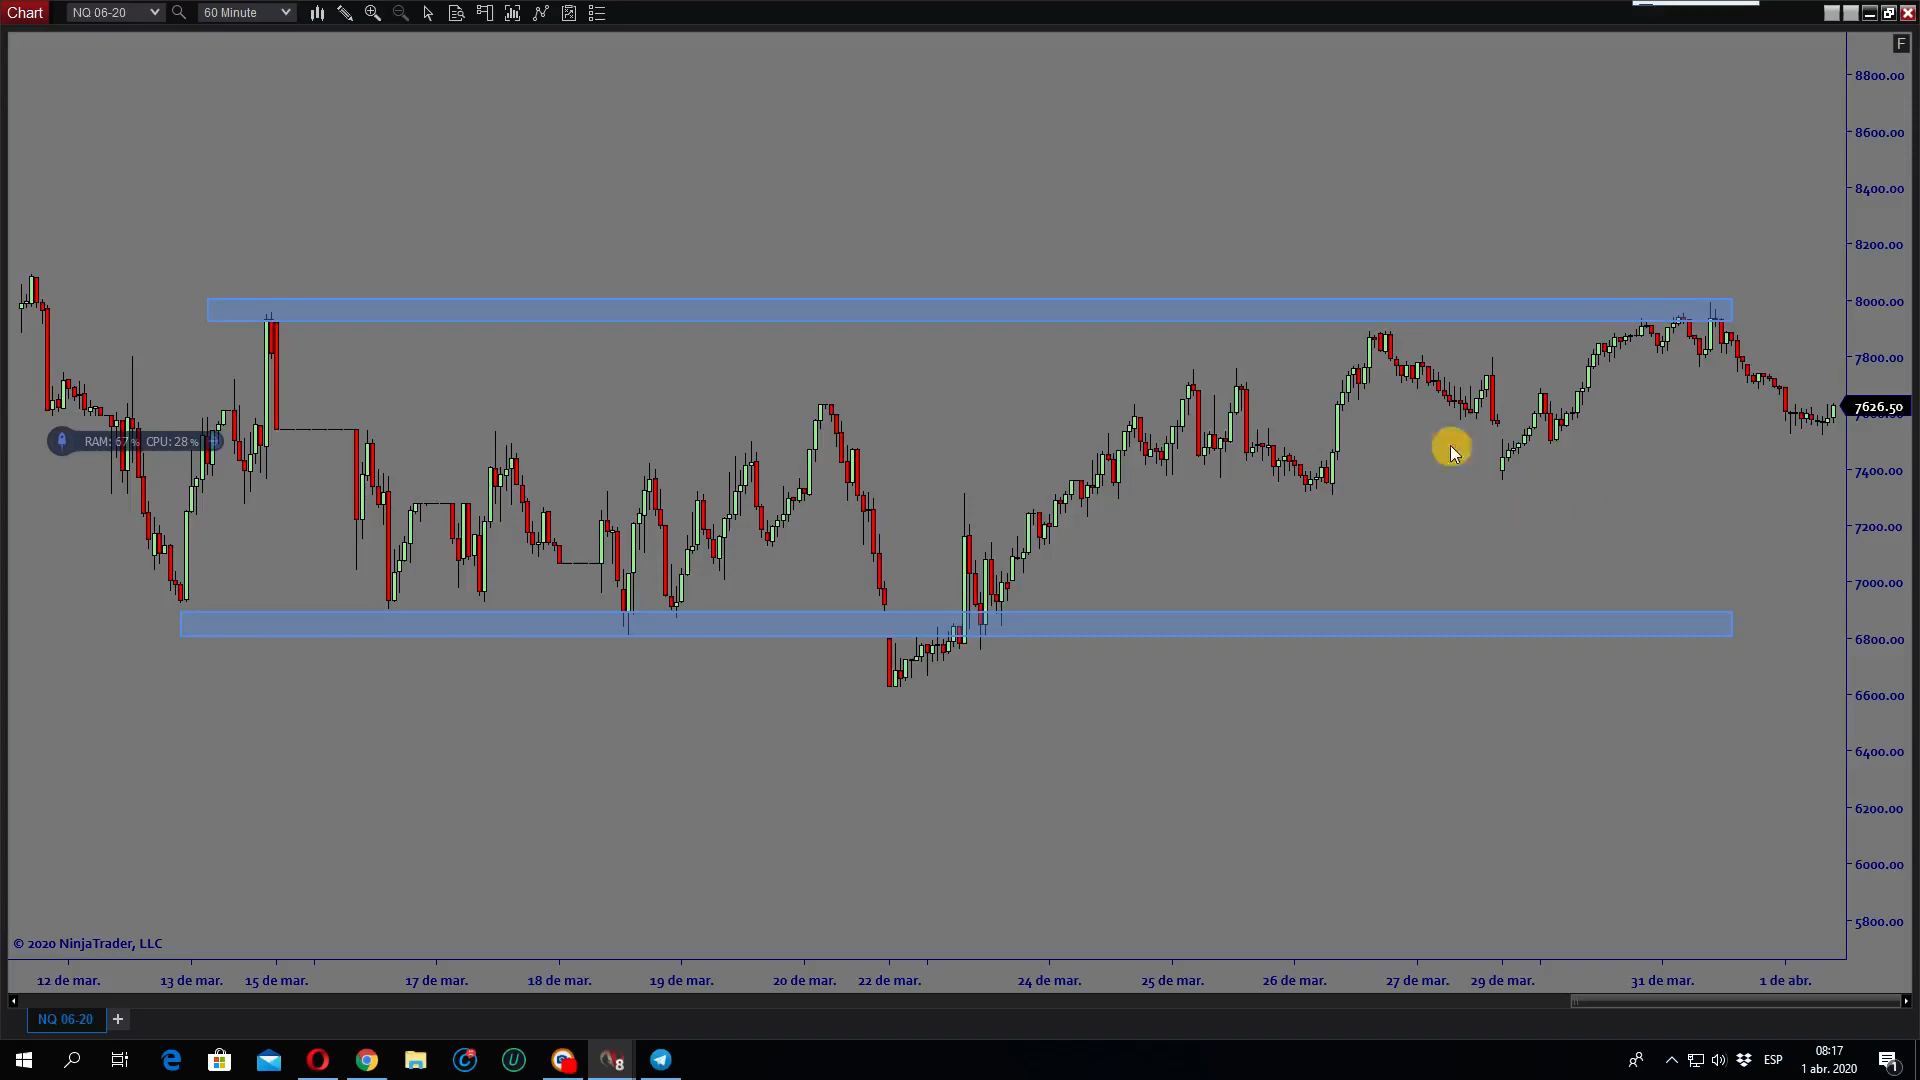 Chart NQ 06-20 60 Minute
F
8800.00
8600.00
8400.00
8200.00
8000.00
7800.00
7626.50
RAM: 67% CPU: 28%
7400.00
7200.00
7000.00
6800.00
6600.00
6400.00
6200.00
6000.00
5800.00
© 2020 NinjaTrader, LLC
12 de mar. 13 de mar. 15 de mar. 17 de mar. 18 de mar. 19 de mar. 20 de mar. 22 de mar. 24 de mar. 25 de mar. 26 de mar. 27 de mar. 29 de mar. 31 de mar. 1 de abr.
NQ 06-20 +
8
ESP
08:17
1 abr. 2020
1